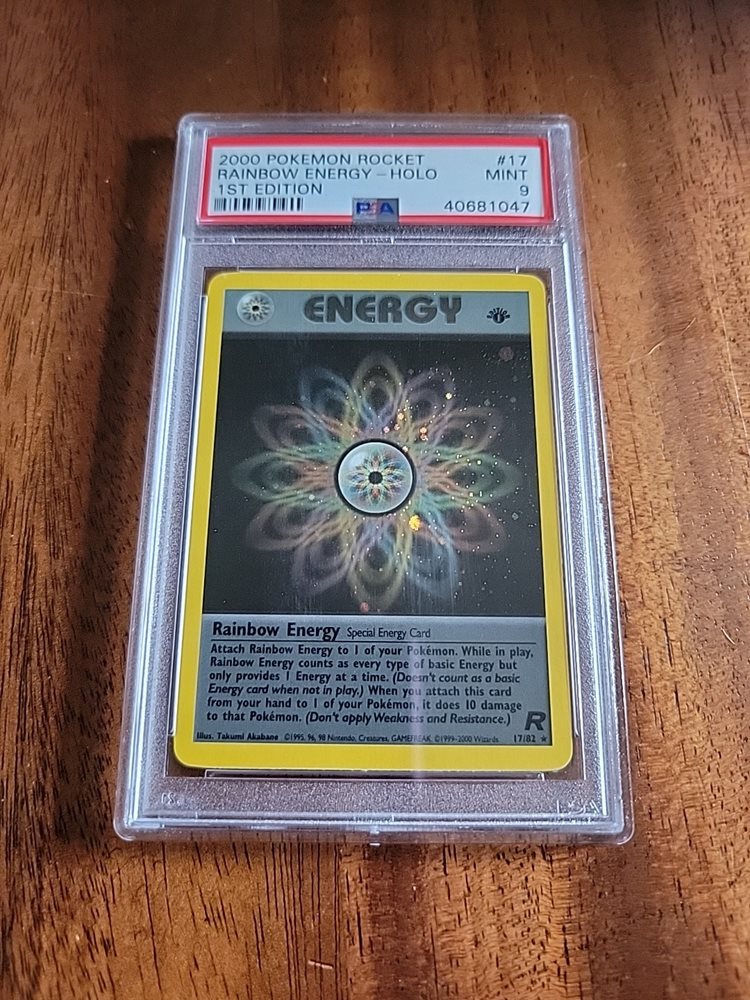 2000 POKEMON ROCKET #17
RAINBOW ENERGY - HOLO MINT
1ST EDITION 9
PSA 40681047
ENERGY
EDITION 1
Rainbow Energy Special Energy Card
Attach Rainbow Energy to 1 of your Pokémon. While in play,
Rainbow Energy counts as every type of basic Energy but
only provides 1 Energy at a time. (Doesn't count as a basic
Energy card when not in play.) When you attach this card
from your hand to 1 of your Pokémon, it does 10 damage
to that Pokémon. (Don't apply Weakness and Resistance.)
R
Illus. Takumi Akabane ©1995, 96, 98 Nintendo, Creatures, GAMEFREAK. ©1999-2000 Wizards. 17/82 ★